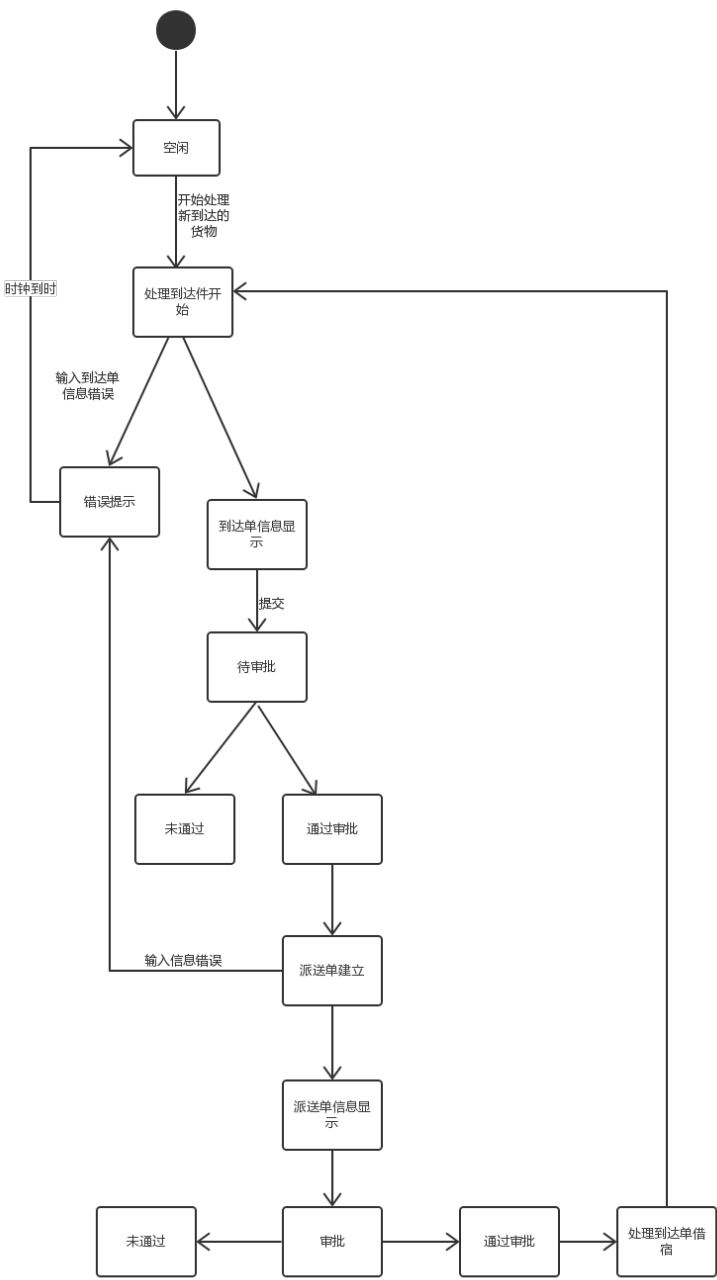 空闲
开始处理
新到达的
货物
时钟到时
处理到达件开
始
输入到达单
信息错误
错误提示
到达单信息显
示
提交
待审批
未通过
通过审批
输入信息错误
派送单建立
派送单信息显
示
未通过
审批
通过审批
处理到达单借
宿